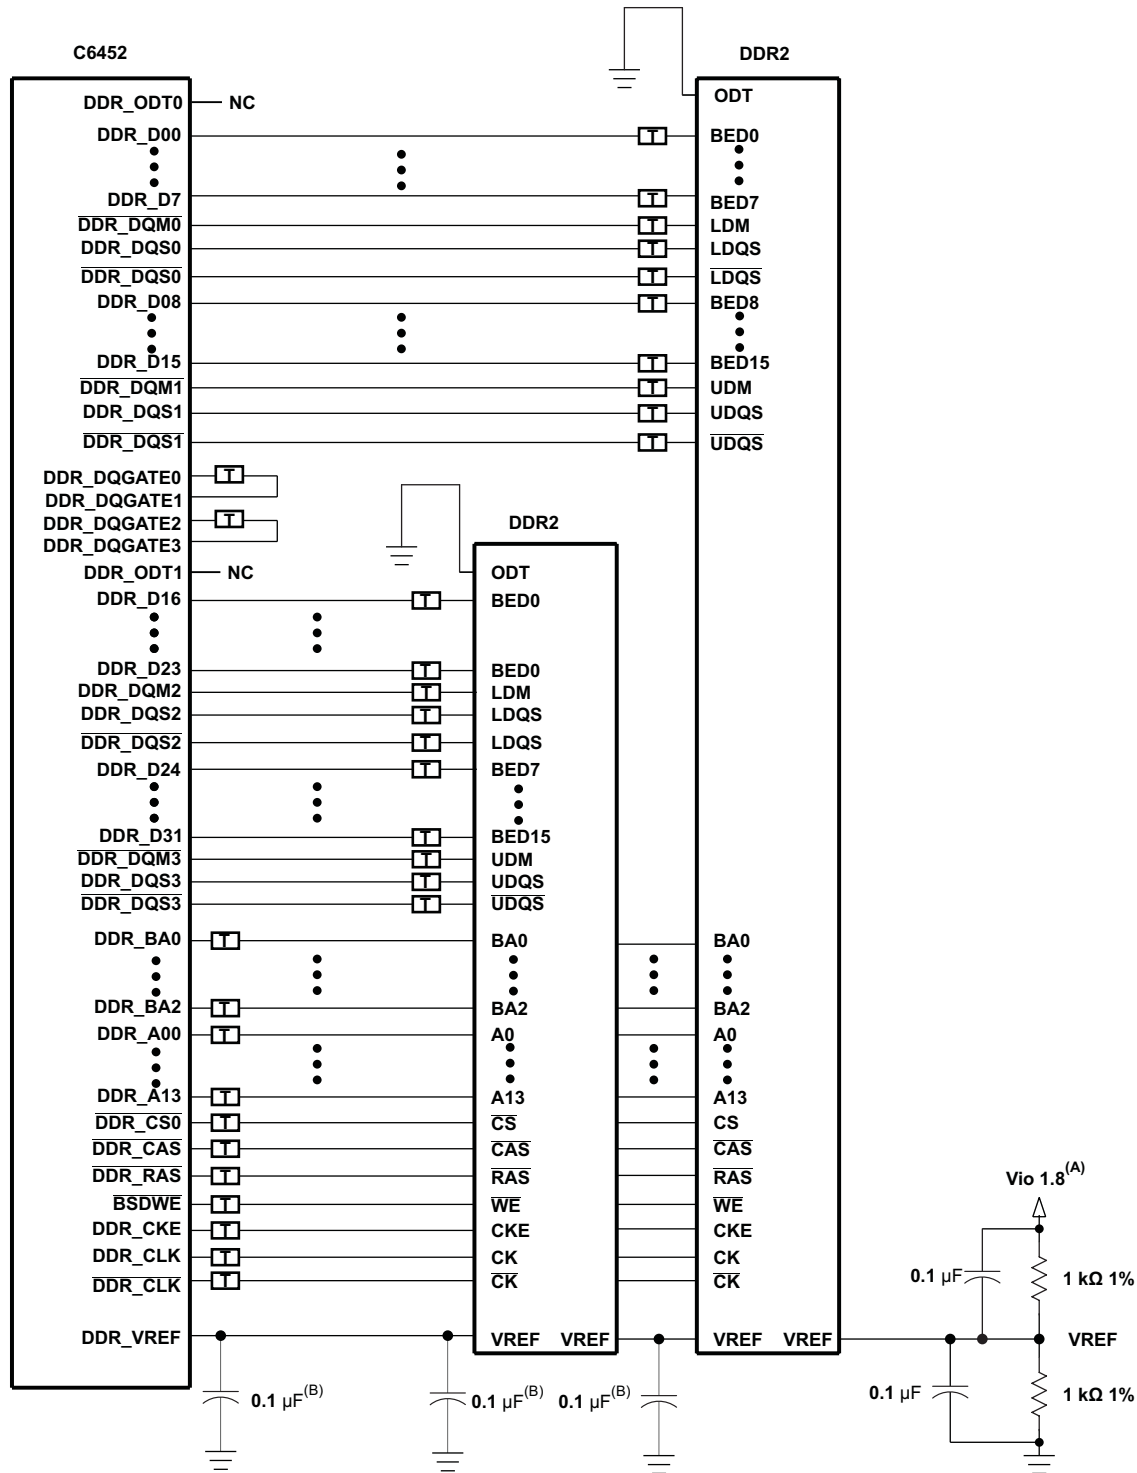 C6452
DDR2
DDR_ODT0 NC ODT
DDR_D00 T BED0
DDR_D7 T BED7
DDR_DQM0 T LDM
DDR_DQS0 T LDQS
DDR_DQS0 T LDQS
DDR_D08 T BED8
DDR_D15 T BED15
DDR_DQM1 T UDM
DDR_DQS1 T UDQS
DDR_DQS1 T UDQS
DDR_DQGATE0 T
DDR_DQGATE1
DDR_DQGATE2 T
DDR_DQGATE3
DDR2
DDR_ODT1 NC ODT
DDR_D16 T BED0
DDR_D23 T BED0
DDR_DQM2 T LDM
DDR_DQS2 T LDQS
DDR_DQS2 T LDQS
DDR_D24 T BED7
DDR_D31 T BED15
DDR_DQM3 T UDM
DDR_DQS3 T UDQS
DDR_DQS3 T UDQS
DDR_BA0 T BA0 BA0
DDR_BA2 T BA2 BA2
DDR_A00 T A0 A0
DDR_A13 T A13 A13
DDR_CS0 T CS CS
DDR_CAS T CAS CAS
DDR_RAS T RAS RAS
Vio 1.8(A)
BSDWE T WE WE
DDR_CKE T CKE CKE
DDR_CLK T CK CK
DDR_CLK T CK CK
0.1 µF 1 kΩ 1%
DDR_VREF VREF VREF VREF VREF VREF
0.1 µF(B) 0.1 µF(B) 0.1 µF(B) 0.1 µF 1 kΩ 1%